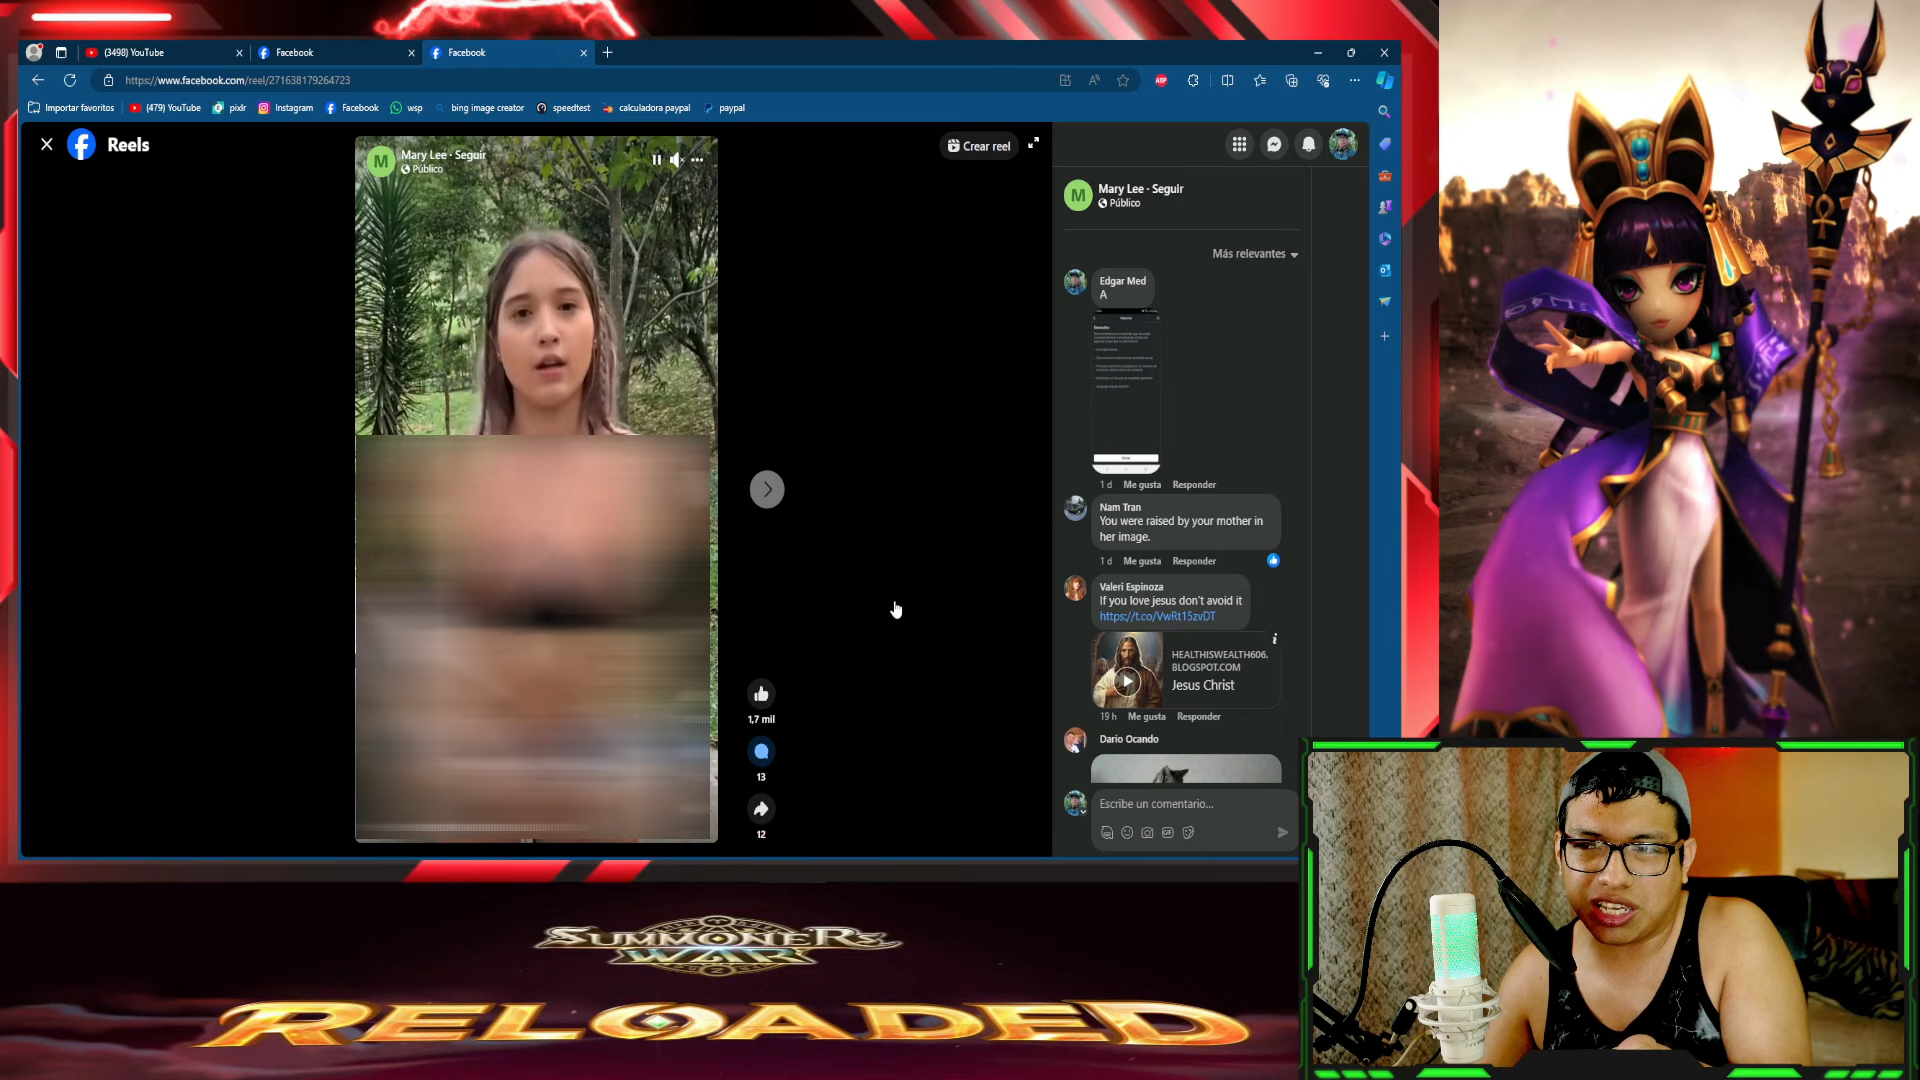 (3498) YouTube
Facebook
Facebook
https://www.facebook.com/reel/271638179264723
ABP
Importar favoritos
(479) YouTube
pixlr
Instagram
Facebook
wsp
bing image creator
speedtest
calculadora paypal
paypal
Reels
M
Mary Lee · Seguir
Público
Crear reel
M
Mary Lee · Seguir
Público
Más relevantes
Edgar Med
A
1 d Me gusta Responder
Nam Tran
You were raised by your mother in
her image.
1 d Me gusta Responder
Valeri Espinoza
If you love jesus don't avoid it
https://t.co/VwRt15zvDT
HEALTHISWEALTH606.
BLOGSPOT.COM
Jesus Christ
19 h Me gusta Responder
Dario Ocando
Escribe un comentario...
GIF
1,7 mil
13
12
SUMMONERS
WAR
RELOADED